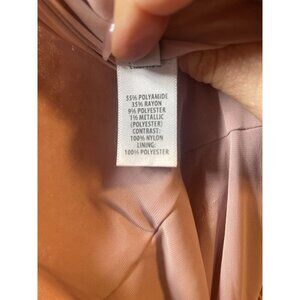 55% POLYAMIDE
35% RAYON
9% POLYESTER
1% METALLIC
(POLYESTER)
CONTRAST:
100% NYLON
LINING:
100% POLYESTER